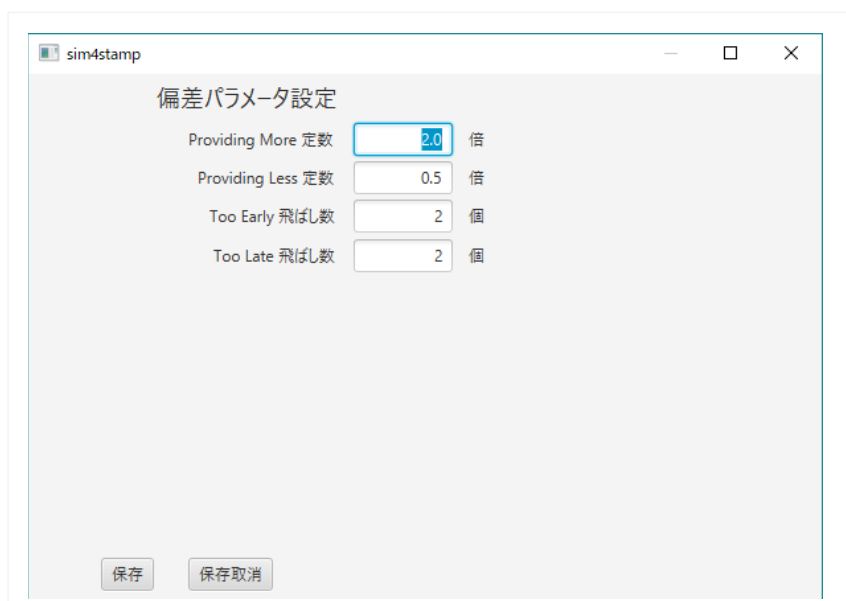 sim4stamp
偏差パラメータ設定
Providing More 定数 2.0 倍
Providing Less 定数 0.5 倍
Too Early 飛ばし数 2 個
Too Late 飛ばし数 2 個
保存 保存取消